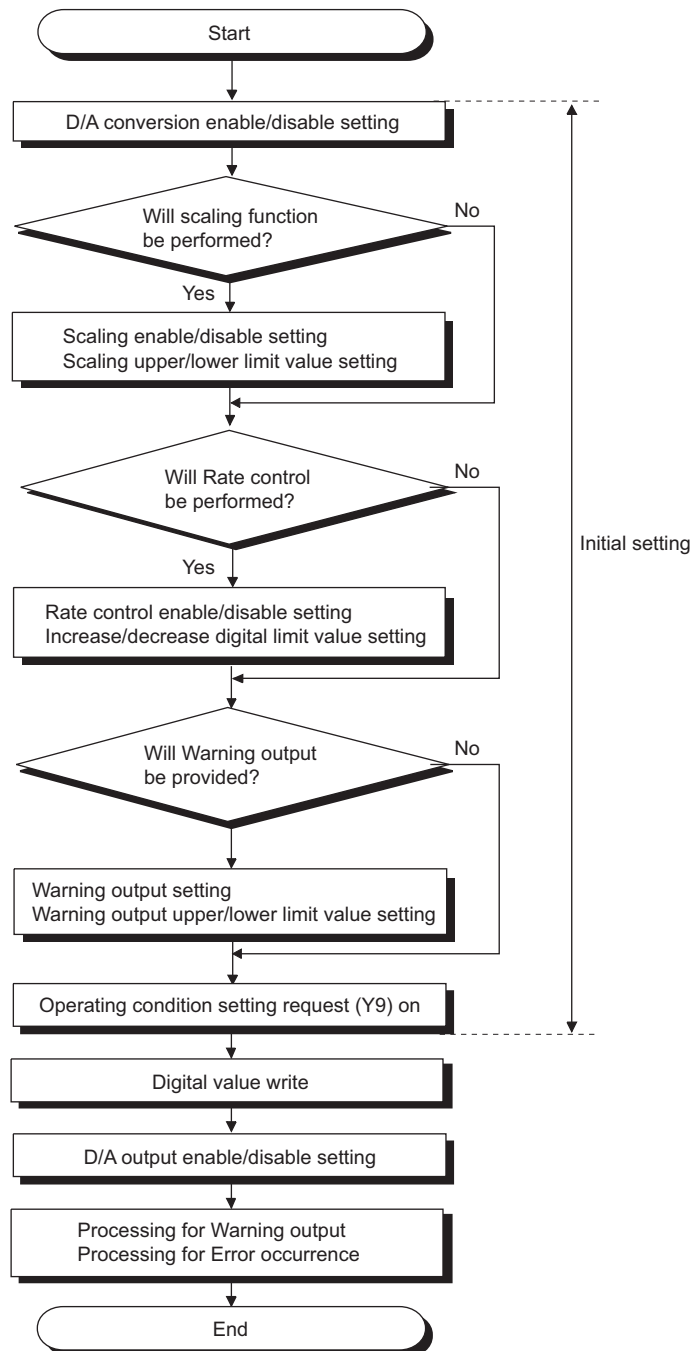 Start
D/A conversion enable/disable setting
Will scaling function
be performed?
No
Yes
Scaling enable/disable setting
Scaling upper/lower limit value setting
Will Rate control
be performed?
No
Initial setting
Yes
Rate control enable/disable setting
Increase/decrease digital limit value setting
Will Warning output
be provided?
No
Warning output setting
Warning output upper/lower limit value setting
Operating condition setting request (Y9) on
Digital value write
D/A output enable/disable setting
Processing for Warning output
Processing for Error occurrence
End